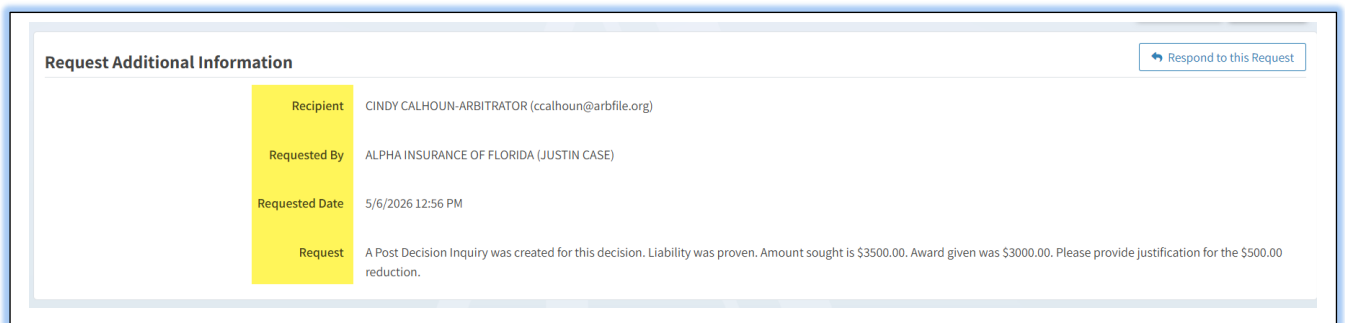 Request Additional Information
Respond to this Request
Recipient CINDY CALHOUN-ARBITRATOR (ccalhoun@arbfile.org)
Requested By ALPHA INSURANCE OF FLORIDA (JUSTIN CASE)
Requested Date 5/6/2026 12:56 PM
Request A Post Decision Inquiry was created for this decision. Liability was proven. Amount sought is $3500.00. Award given was $3000.00. Please provide justification for the $500.00
reduction.